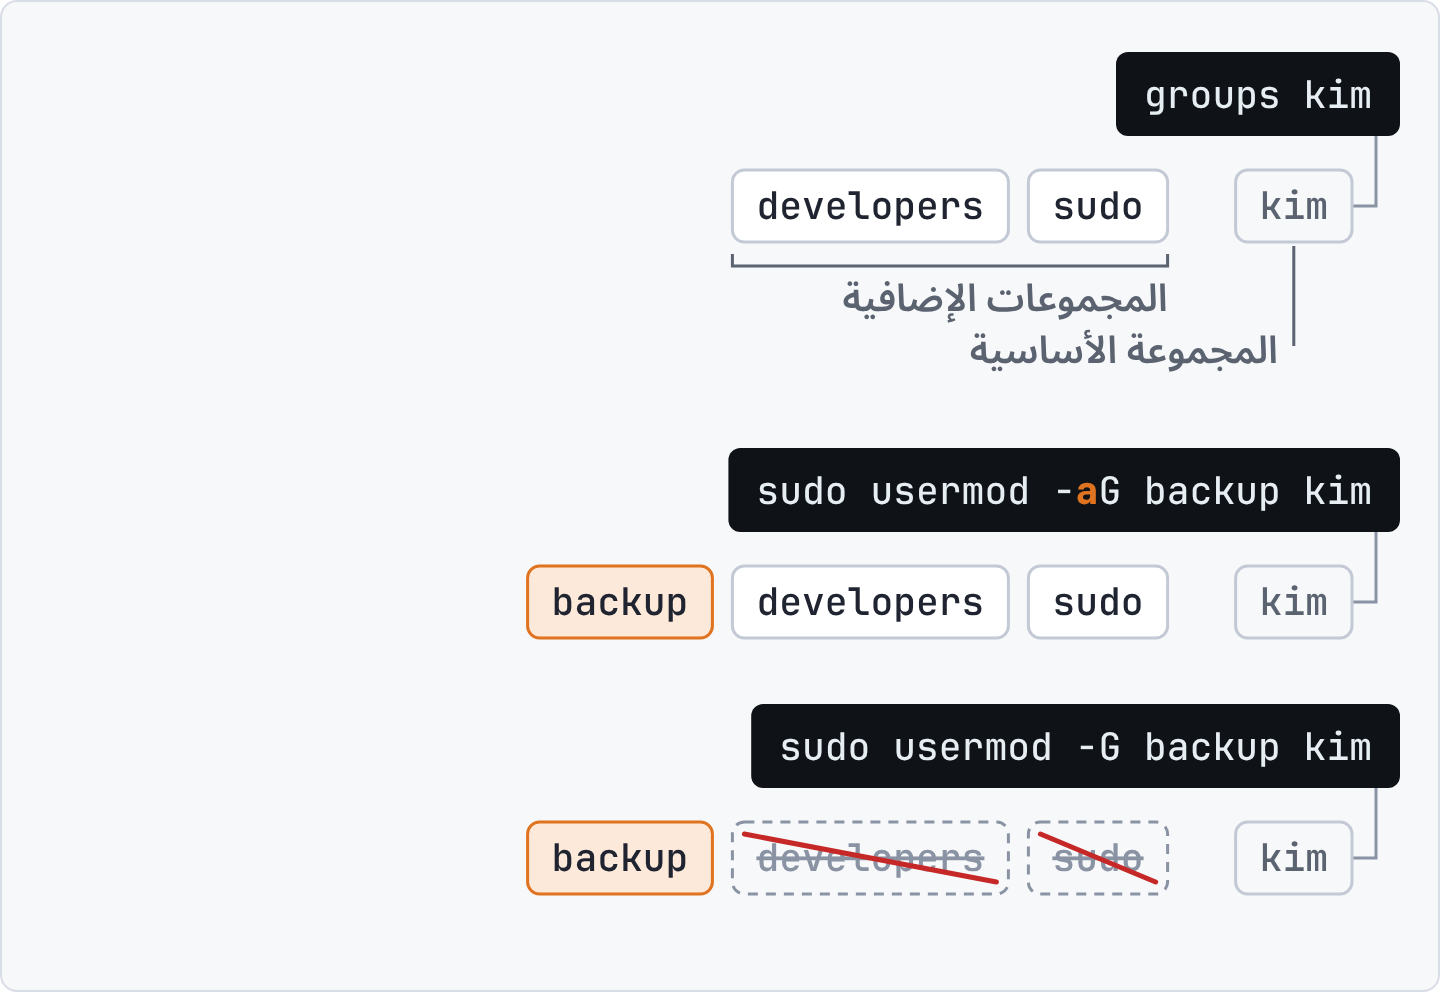 groups kim
kim sudo developers
المجموعات الإضافية
المجموعة الأساسية
sudo usermod -aG backup kim
kim sudo developers backup
sudo usermod -G backup kim
kim sudo developers backup